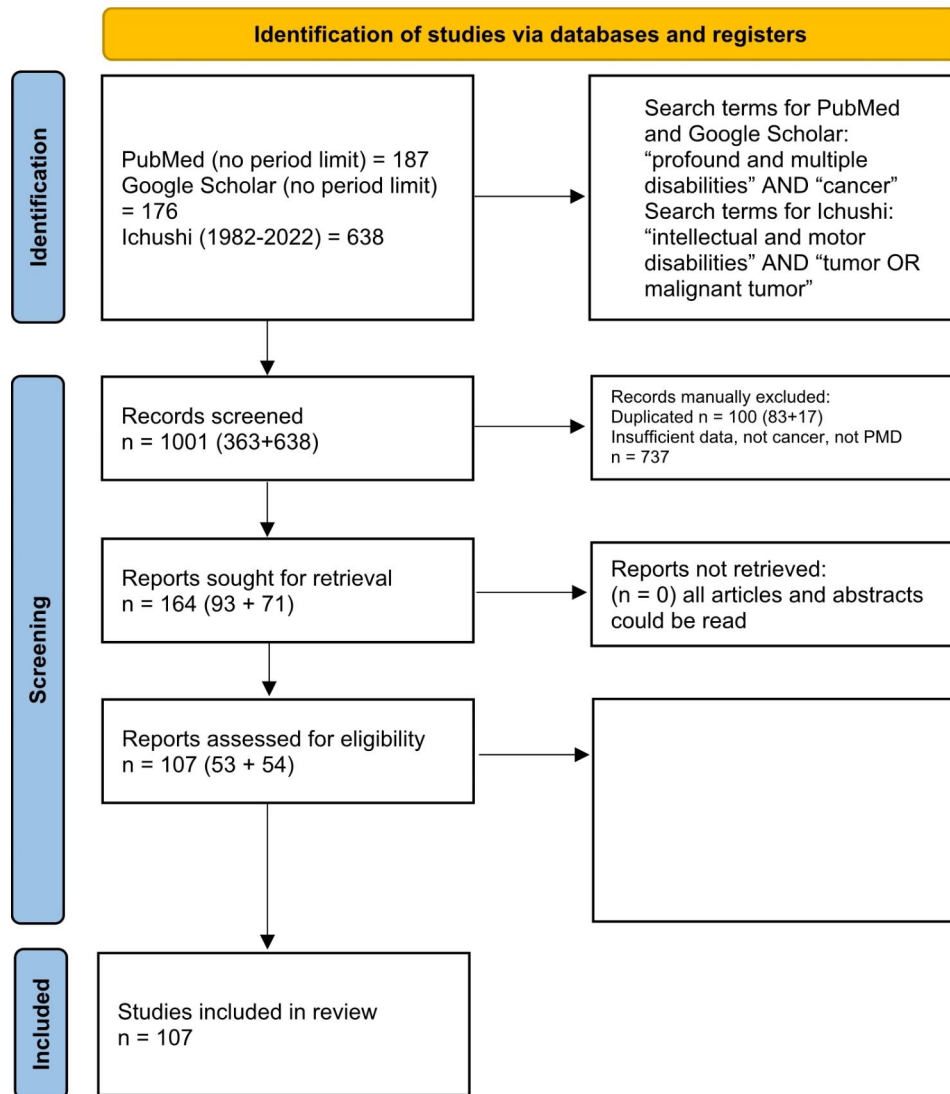 Identification of studies via databases and registers
Identification
PubMed (no period limit) = 187
Google Scholar (no period limit)
= 176
Ichushi (1982-2022) = 638
Search terms for PubMed
and Google Scholar:
“profound and multiple
disabilities” AND “cancer”
Search terms for Ichushi:
“intellectual and motor
disabilities” AND “tumor OR
malignant tumor”
Screening
Records screened
n = 1001 (363+638)
Records manually excluded:
Duplicated n = 100 (83+17)
Insufficient data, not cancer, not PMD
n = 737
Reports sought for retrieval
n = 164 (93 + 71)
Reports not retrieved:
(n = 0) all articles and abstracts
could be read
Reports assessed for eligibility
n = 107 (53 + 54)
Included
Studies included in review
n = 107